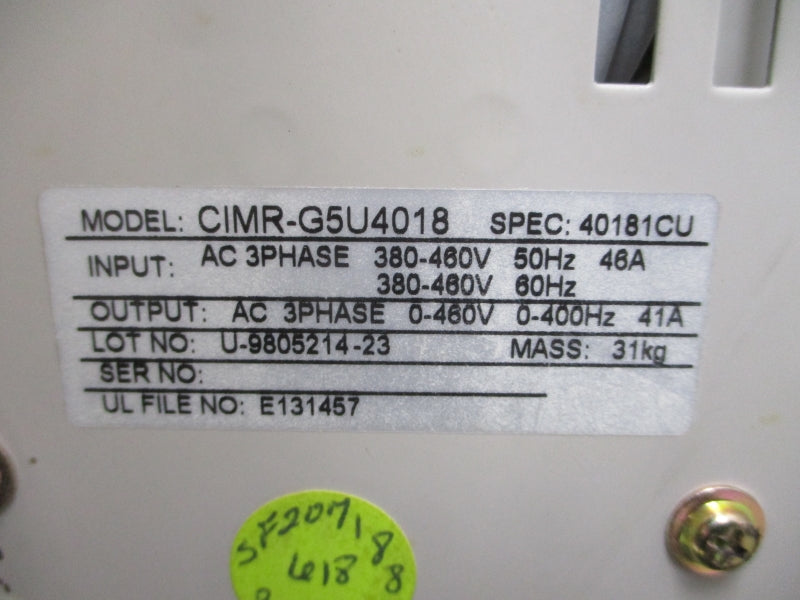 MODEL: CIMR-G5U4018 SPEC: 40181CU
INPUT: AC 3PHASE 380-460V 50Hz 46A
380-460V 60Hz
OUTPUT: AC 3PHASE 0-460V 0-400Hz 41A
LOT NO: U-9805214-23 MASS: 31kg
SER NO:
UL FILE NO: E131457
618